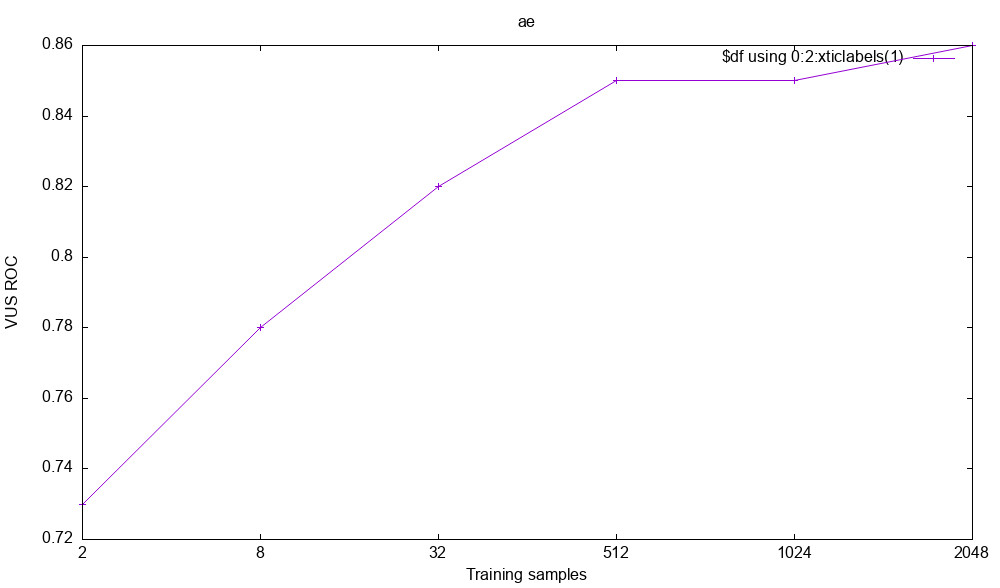 ae
$df using 0:2:xticlabels(1)
0.86
0.84
0.82
0.8
0.78
0.76
0.74
0.72
VUS ROC
2 8 32 512 1024 2048
Training samples